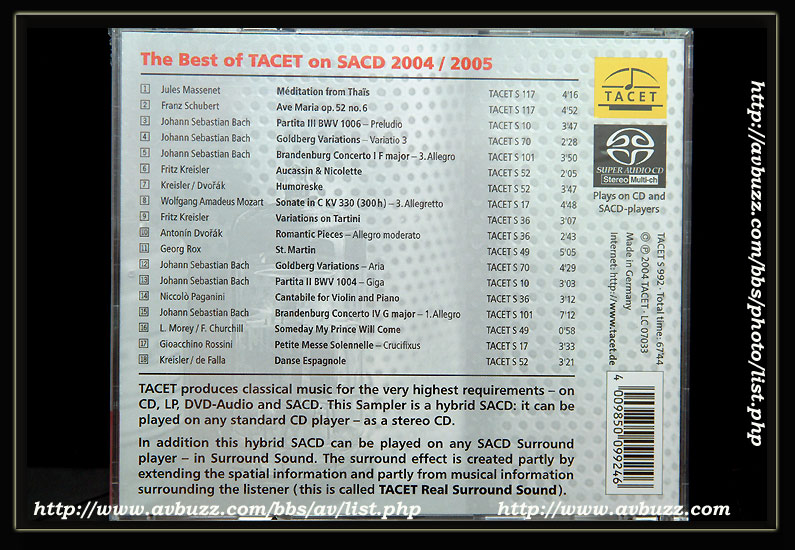 The Best of TACET on SACD 2004 / 2005
1 Jules Massenet Méditation from Thaïs TACET S 117 4'16
2 Franz Schubert Ave Maria op. 52 no. 6 TACET S 117 4'52
3 Johann Sebastian Bach Partita III BWV 1006 – Preludio TACET S 10 3'47
4 Johann Sebastian Bach Goldberg Variations – Variatio 3 TACET S 70 2'28
5 Johann Sebastian Bach Brandenburg Concerto I F major – 3. Allegro TACET S 101 3'50
6 Fritz Kreisler Aucassin & Nicolette TACET S 52 2'05
7 Kreisler / Dvořák Humoreske TACET S 52 3'47
8 Wolfgang Amadeus Mozart Sonate in C KV 330 (300 h) – 3. Allegretto TACET S 17 4'48
9 Fritz Kreisler Variations on Tartini TACET S 36 3'07
10 Antonín Dvořák Romantic Pieces – Allegro moderato TACET S 36 2'43
11 Georg Rox St. Martin TACET S 49 5'05
12 Johann Sebastian Bach Goldberg Variations – Aria TACET S 70 4'29
13 Johann Sebastian Bach Partita II BWV 1004 – Giga TACET S 10 3'03
14 Niccolò Paganini Cantabile for Violin and Piano TACET S 36 3'12
15 Johann Sebastian Bach Brandenburg Concerto IV G major – 1. Allegro TACET S 101 7'12
16 L. Morey / F. Churchill Someday My Prince Will Come TACET S 49 0'58
17 Gioacchino Rossini Petite Messe Solennelle – Crucifixus TACET S 17 3'33
18 Kreisler / de Falla Danse Espagnole TACET S 52 3'21
TACET produces classical music for the very highest requirements – on
CD, LP, DVD-Audio and SACD. This Sampler is a hybrid SACD: it can be
played on any standard CD player – as a stereo CD.
In addition this hybrid SACD can be played on any SACD Surround
player – in Surround Sound. The surround effect is created partly by
extending the spatial information and partly from musical information
surrounding the listener (this is called TACET Real Surround Sound).
TACET
SUPER AUDIO CD
Stereo Multi-ch
Plays on CD and
SACD-players
TACET S 992 · Total time: 67'44
© ℗ 2004 TACET · LC 07033
Made in Germany
Internet: http://www.tacet.de
4 009850 099246
http://avbuzz.com/bbs/photo/list.php
http://www.avbuzz.com/bbs/av/list.php
http://www.avbuzz.com